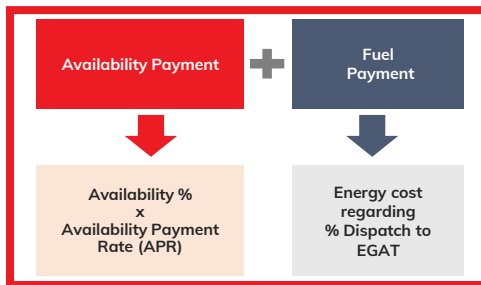 Availability Payment
Fuel
Payment
Availability %
x
Availability Payment
Rate (APR)
Energy cost
regarding
% Dispatch to
EGAT